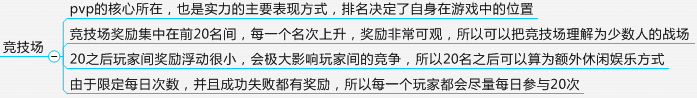 pvp的核心所在，也是实力的主要表现方式，排名决定了自身在游戏中的位置
竞技场奖励集中在前20名间，每一个名次上升，奖励非常可观，所以可以把竞技场理解为少数人的战场
竞技场
20之后玩家间奖励浮动很小，会极大影响玩家间的竞争，所以20名之后可以算为额外休闲娱乐方式
由于限定每日次数，并且成功失败都有奖励，所以每一个玩家都会尽量每日参与20次